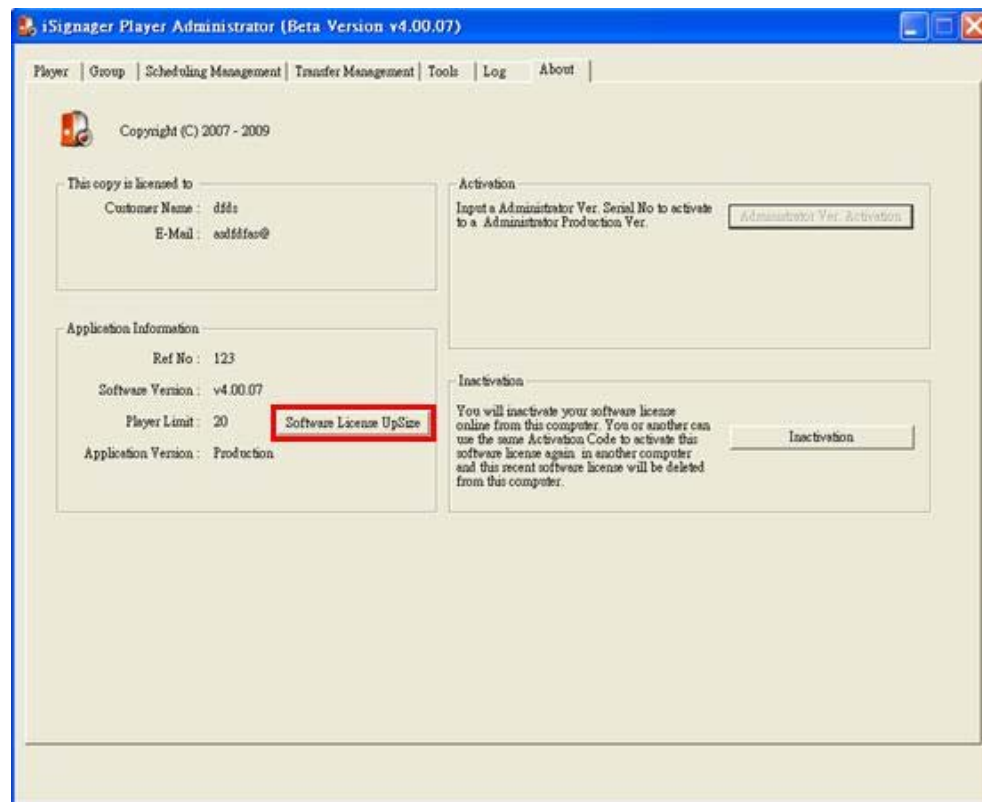 iSignager Player Administrator (Beta Version v4.00.07)
Player | Group | Scheduling Management | Transfer Management | Tools | Log About
Copyright (C) 2007 - 2009
This copy is licensed to
Customer Name : dfds
E-Mail : asdfdfas@
Application Information
Ref No : 123
Software Version : v4.00.07
Player Limit : 20 Software License UpSize
Application Version : Production
Activation
Input a Administrator Ver. Serial No to activate
to a Administrator Production Ver.
Administrator Ver. Activation
Inactivation
You will inactivate your software license
online from this computer. You or another can
use the same Activation Code to activate this
software license again in another computer
and this recent software license will be deleted
from this computer.
Inactivation